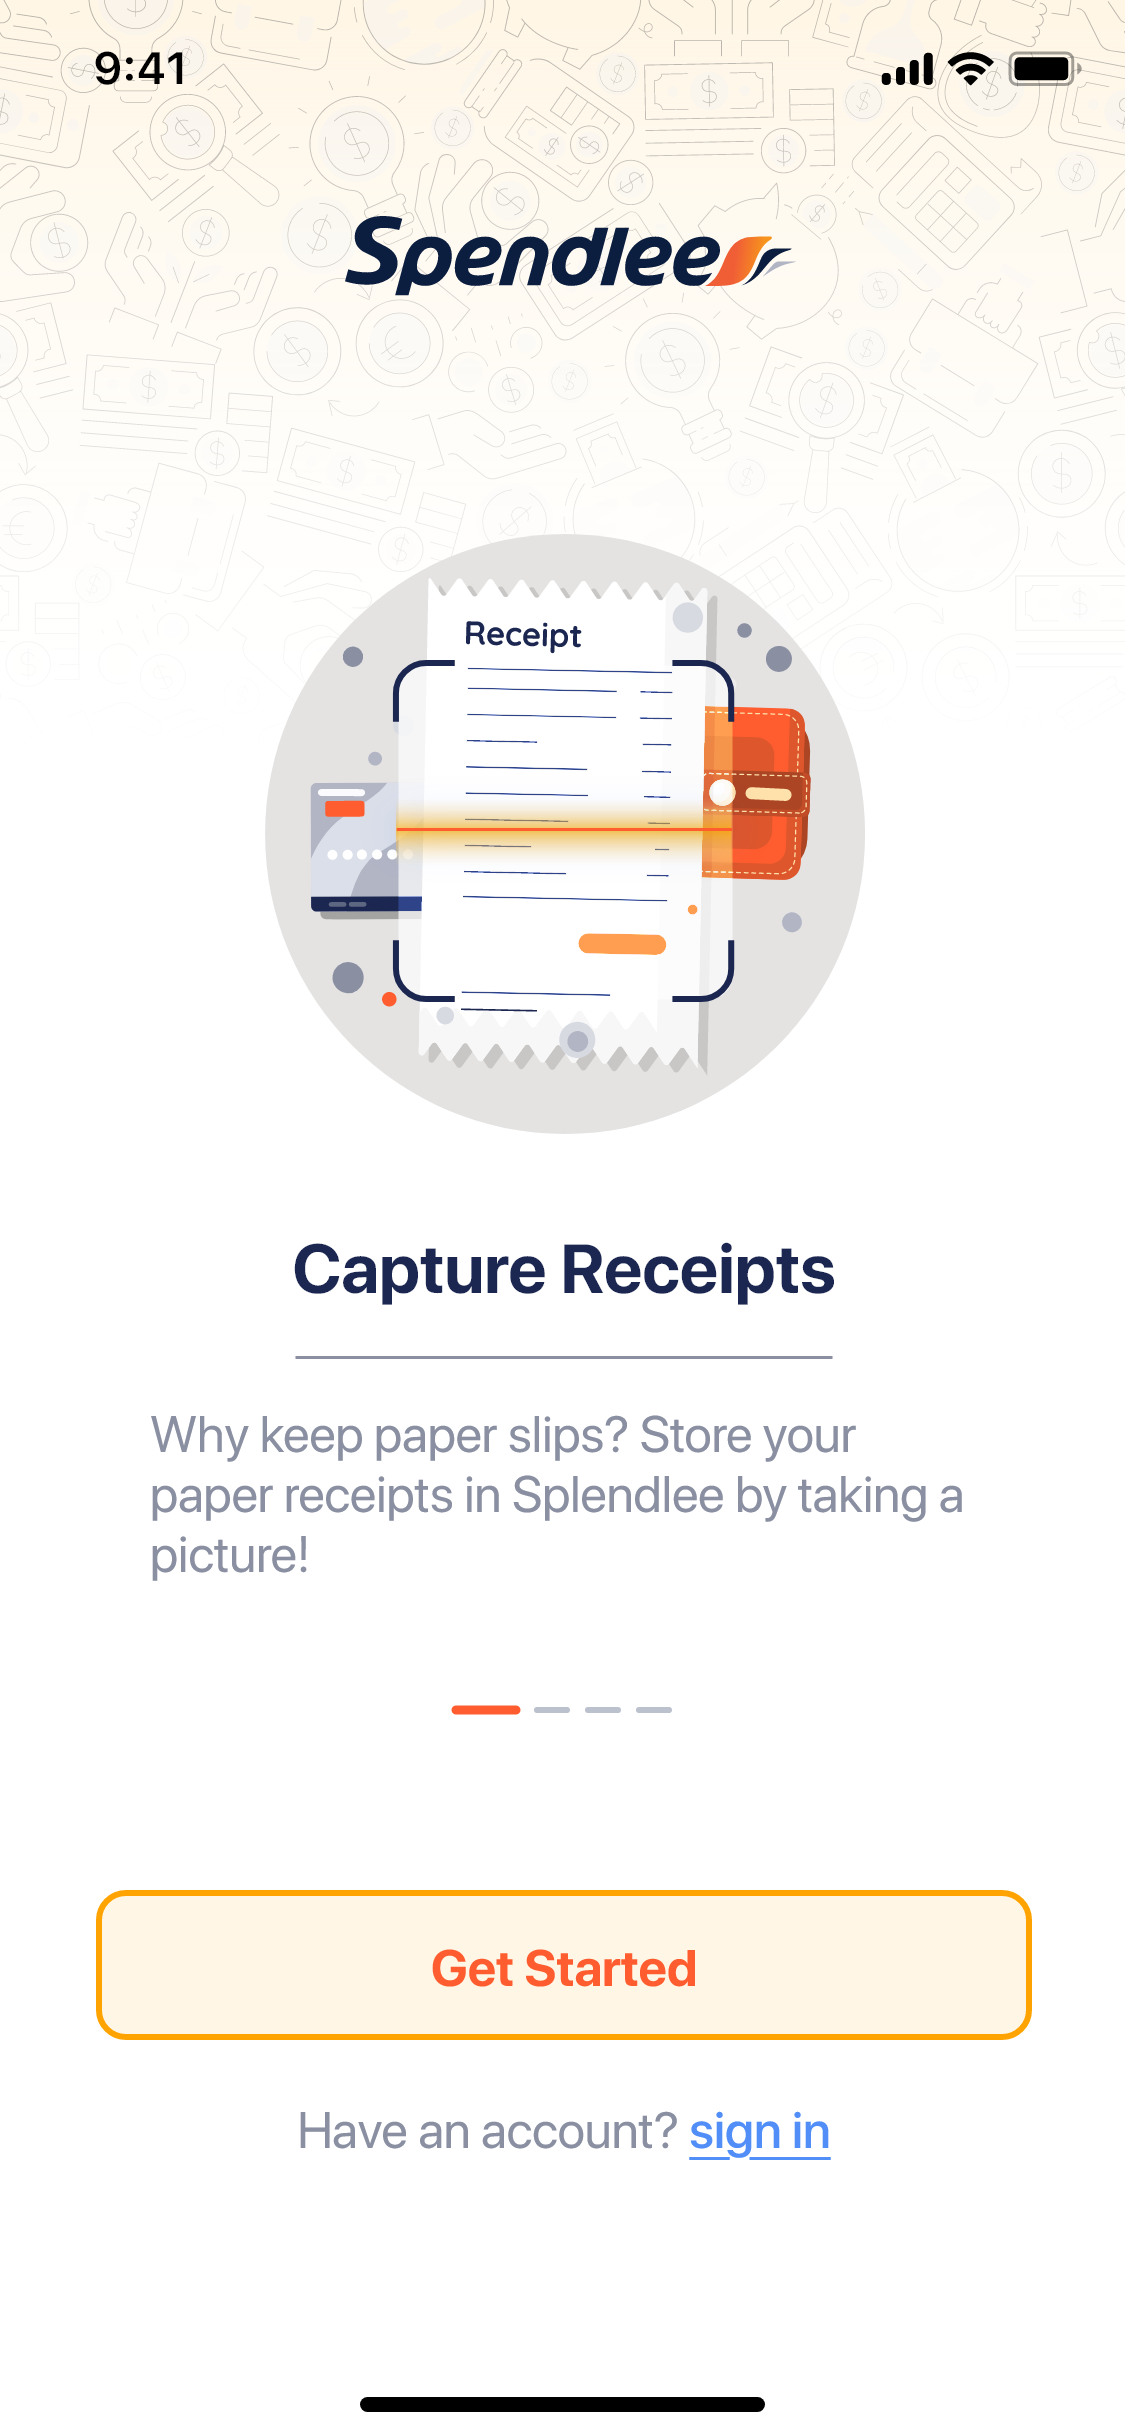 9:41
Spendlee
Receipt
Capture Receipts
Why keep paper slips? Store your
paper receipts in Splendlee by taking a
picture!
Get Started
Have an account? sign in